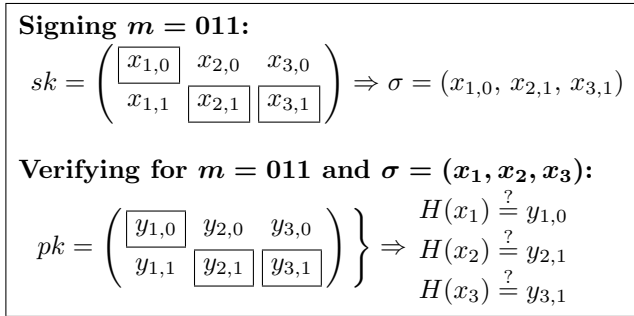 Signing m = 011:
sk = ( x_{1,0} x_{2,0} x_{3,0}
x_{1,1} x_{2,1} x_{3,1} ) ⇒ σ = (x_{1,0}, x_{2,1}, x_{3,1})
Verifying for m = 011 and σ = (x_1, x_2, x_3):
pk = ( y_{1,0} y_{2,0} y_{3,0}
y_{1,1} y_{2,1} y_{3,1} ) } ⇒
H(x_1) ≟ y_{1,0}
H(x_2) ≟ y_{2,1}
H(x_3) ≟ y_{3,1}